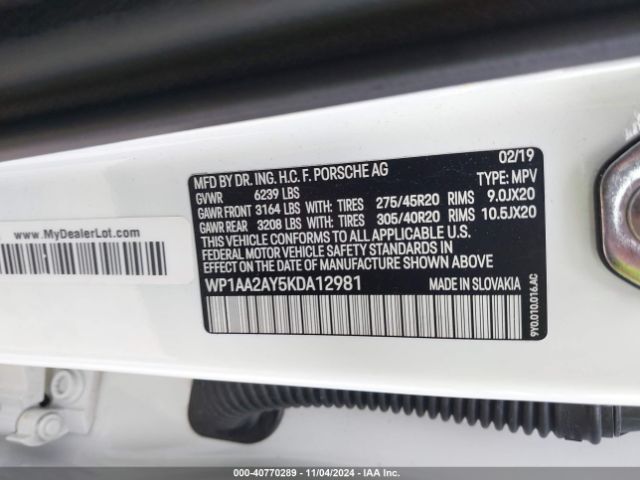 MFD BY DR. ING. H.C. F. PORSCHE AG 02/19
GVWR 6239 LBS TYPE: MPV
GAWR FRONT 3164 LBS WITH: TIRES 275/45R20 RIMS 9.0JX20
GAWR REAR 3208 LBS WITH: TIRES 305/40R20 RIMS 10.5JX20
THIS VEHICLE CONFORMS TO ALL APPLICABLE FEDERAL
MOTOR VEHICLE SAFETY STANDARDS IN
EFFECT ON THE DATE OF MANUFACTURE SHOWN ABOVE.
WP1AA2AY5KDA12981 MADE IN SLOVAKIA
9Y0.010.016.AC
www.MyDealerLot.com
000-40770289 - 11/04/2024 - IAA Inc.